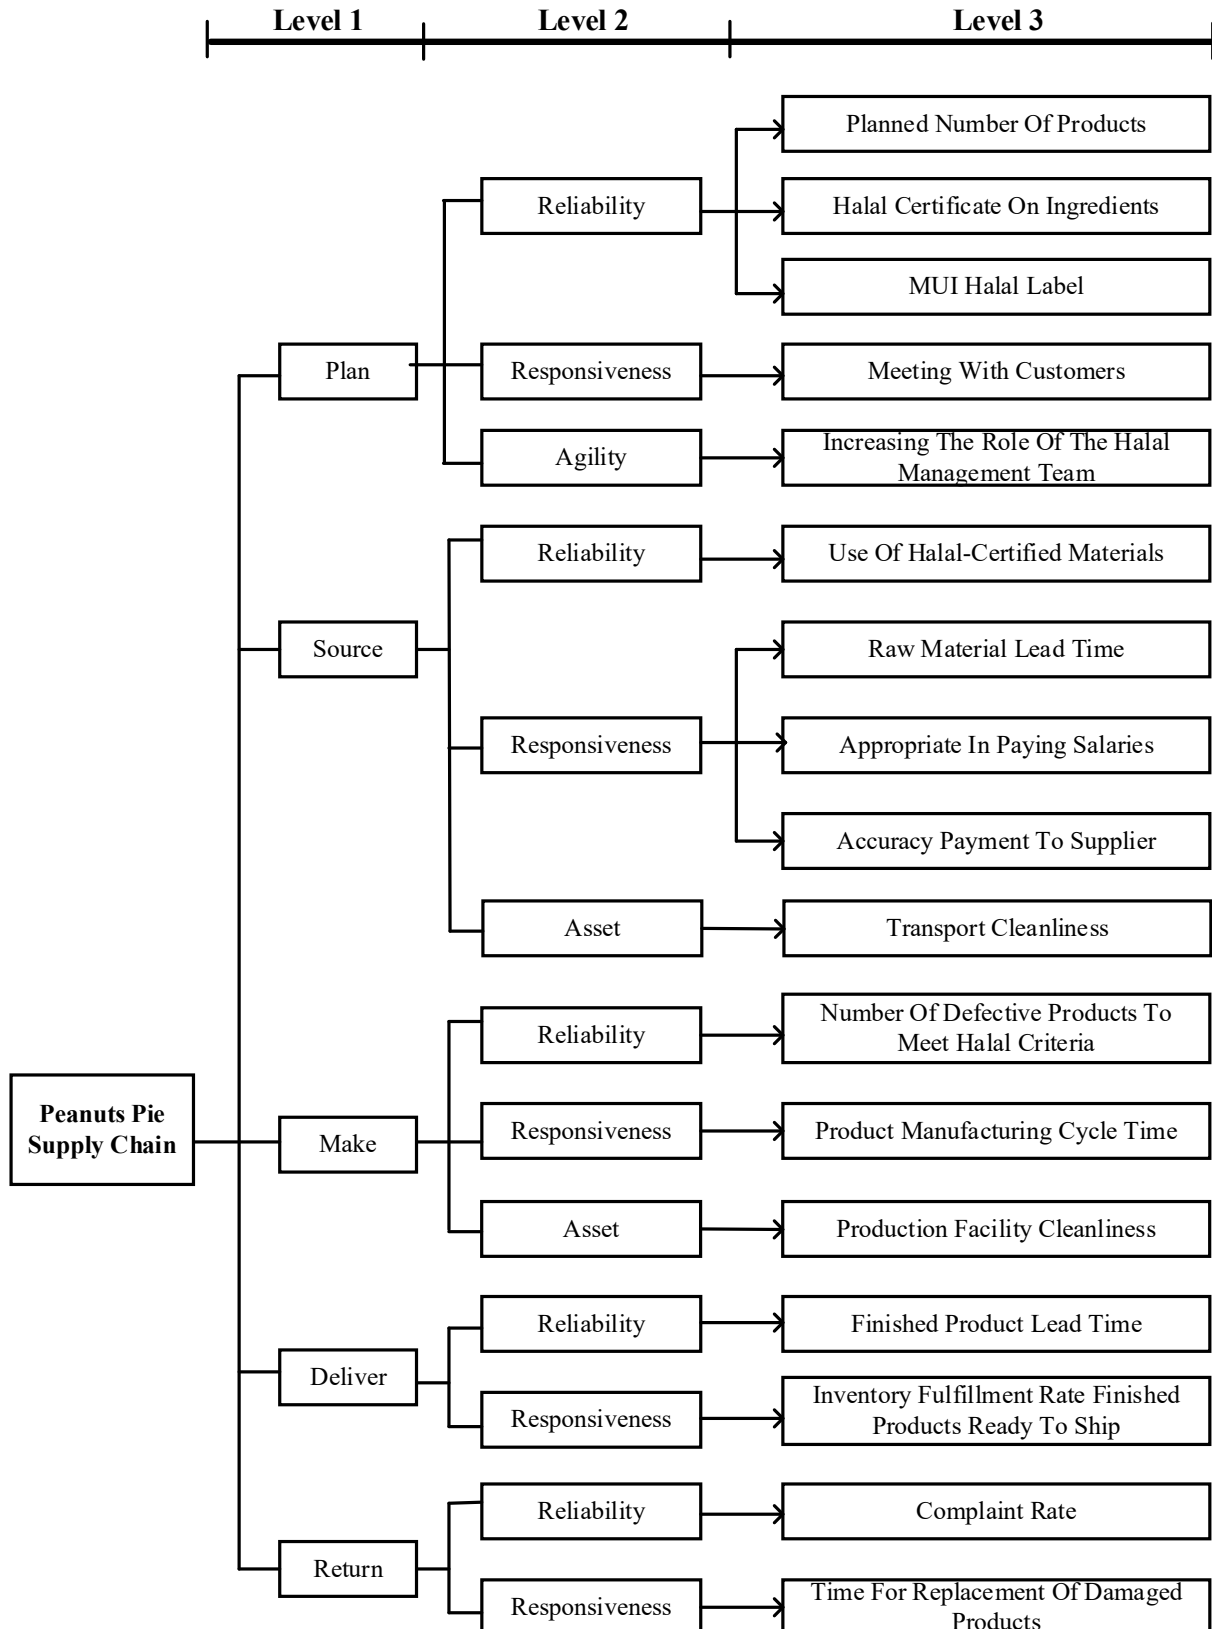 Level 1
Level 2
Level 3
Planned Number Of Products
Reliability
Halal Certificate On Ingredients
MUI Halal Label
Plan
Responsiveness
Meeting With Customers
Agility
Increasing The Role Of The Halal
Management Team
Reliability
Use Of Halal-Certified Materials
Source
Raw Material Lead Time
Responsiveness
Appropriate In Paying Salaries
Accuracy Payment To Supplier
Asset
Transport Cleanliness
Reliability
Number Of Defective Products To
Meet Halal Criteria
Peanuts Pie
Supply Chain
Make
Responsiveness
Product Manufacturing Cycle Time
Asset
Production Facility Cleanliness
Reliability
Finished Product Lead Time
Deliver
Responsiveness
Inventory Fulfillment Rate Finished
Products Ready To Ship
Reliability
Complaint Rate
Return
Responsiveness
Time For Replacement Of Damaged
Products